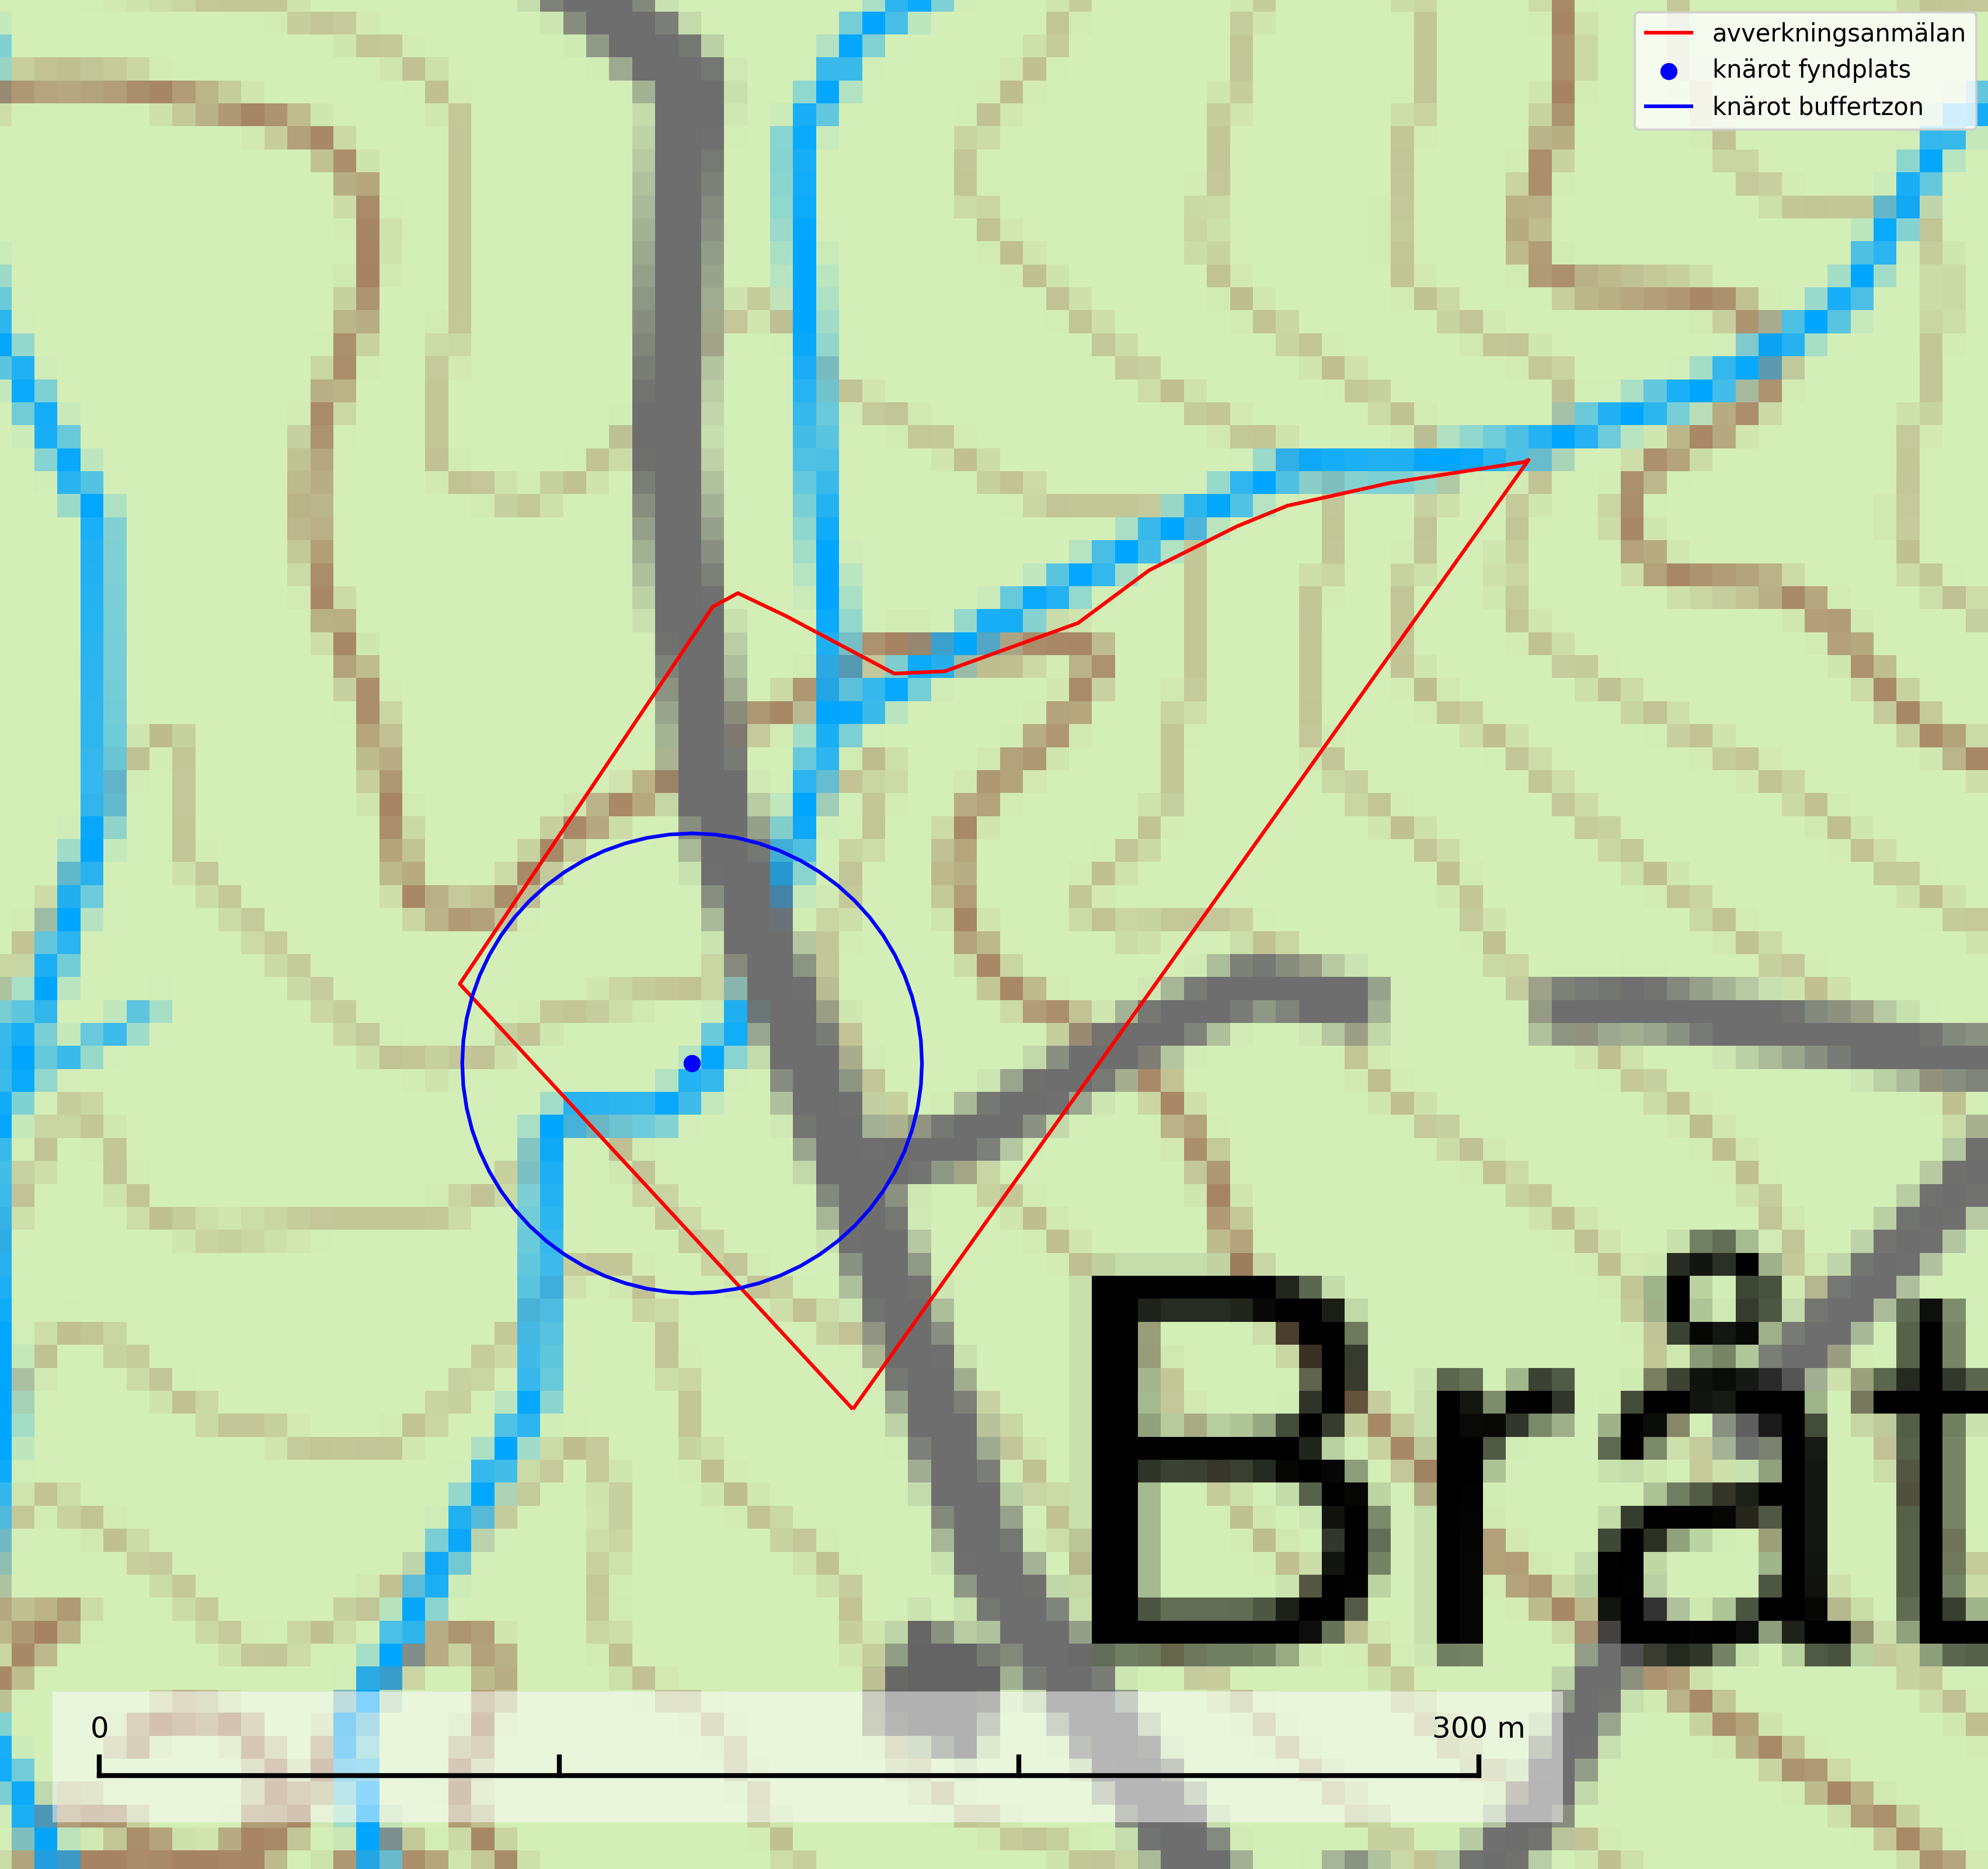 avverkningsanmälan
knärot fyndplats
knärot buffertzon
Bråt
0 300 m